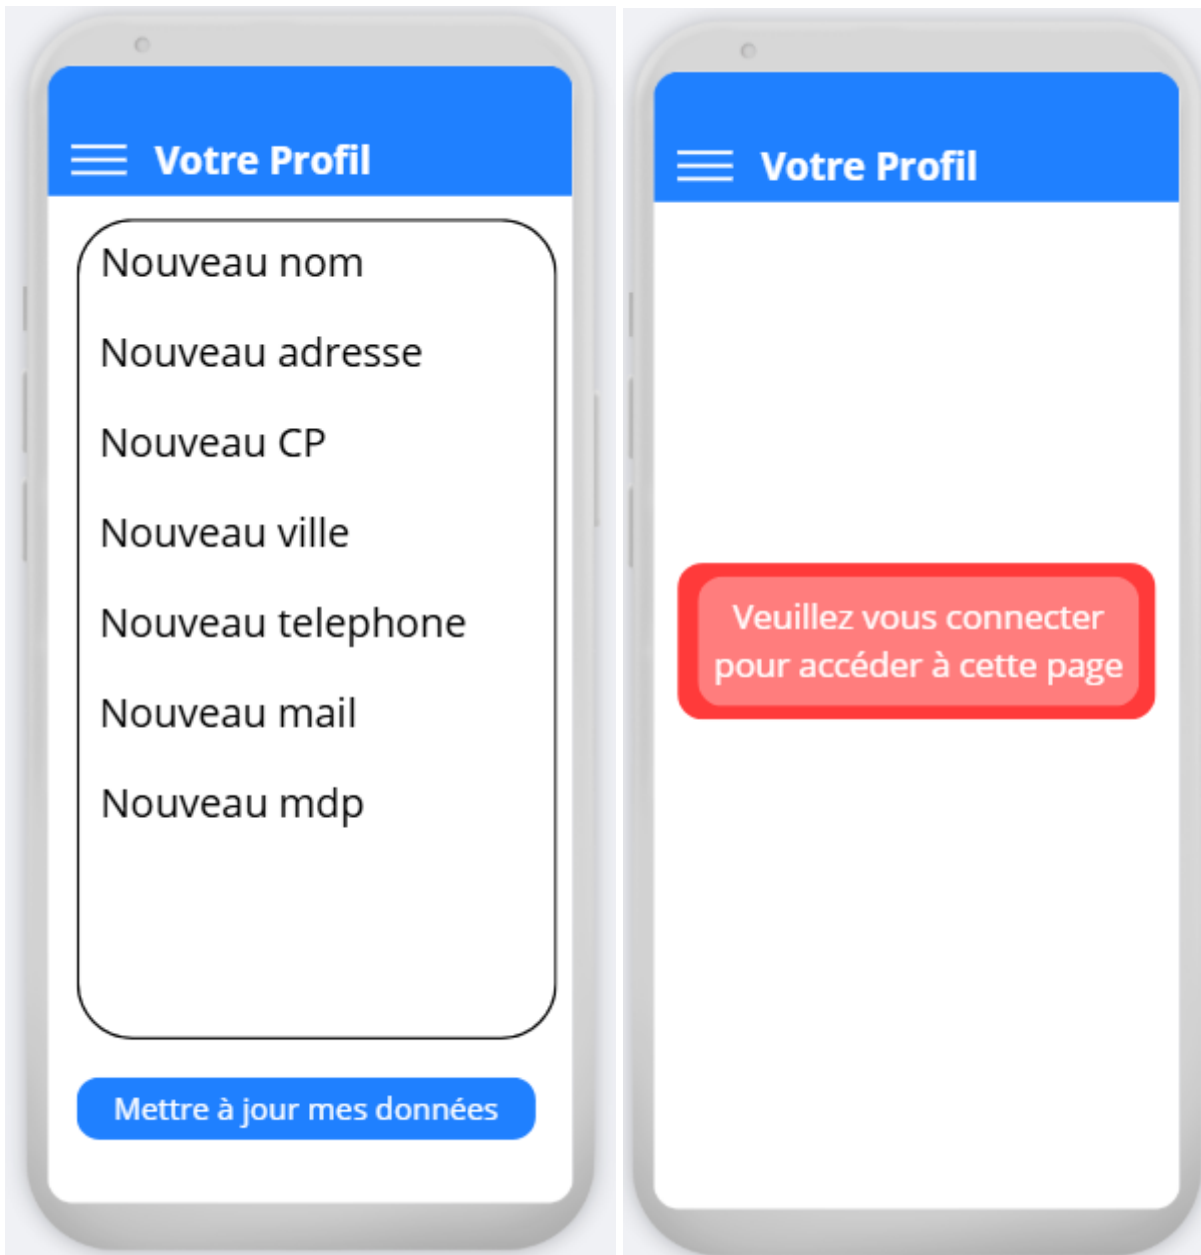 Votre Profil
Nouveau nom
Nouveau adresse
Nouveau CP
Nouveau ville
Nouveau telephone
Nouveau mail
Nouveau mdp
Mettre à jour mes données
Votre Profil
Veuillez vous connecter
pour accéder à cette page